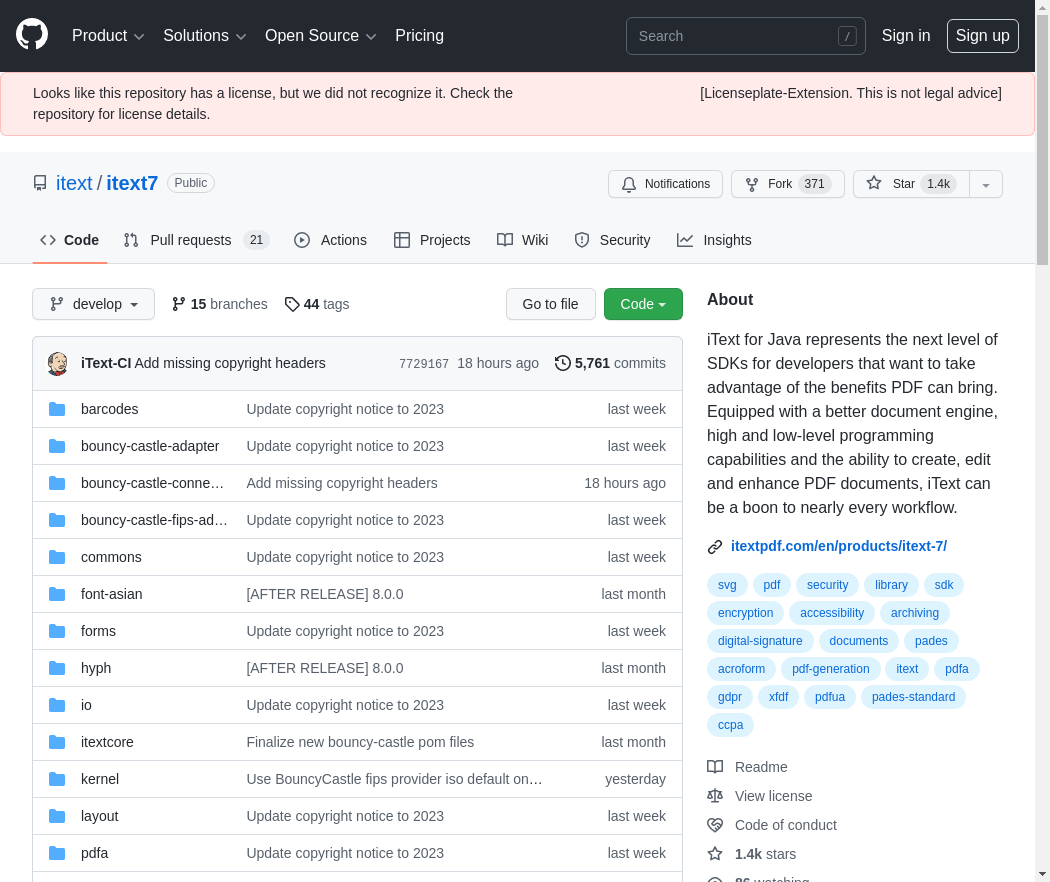 Product Solutions Open Source Pricing Search / Sign in Sign up
Looks like this repository has a license, but we did not recognize it. Check the [Licenseplate-Extension. This is not legal advice]
repository for license details.
itext / itext7 Public Notifications Fork 371 Star 1.4k
Code Pull requests 21 Actions Projects Wiki Security Insights
develop 15 branches 44 tags Go to file Code
iText-CI Add missing copyright headers 7729167 18 hours ago 5,761 commits
barcodes Update copyright notice to 2023 last week
bouncy-castle-adapter Update copyright notice to 2023 last week
bouncy-castle-conne… Add missing copyright headers 18 hours ago
bouncy-castle-fips-ad… Update copyright notice to 2023 last week
commons Update copyright notice to 2023 last week
font-asian [AFTER RELEASE] 8.0.0 last month
forms Update copyright notice to 2023 last week
hyph [AFTER RELEASE] 8.0.0 last month
io Update copyright notice to 2023 last week
itextcore Finalize new bouncy-castle pom files last month
kernel Use BouncyCastle fips provider iso default on… yesterday
layout Update copyright notice to 2023 last week
pdfa Update copyright notice to 2023 last week
About
iText for Java represents the next level of
SDKs for developers that want to take
advantage of the benefits PDF can bring.
Equipped with a better document engine,
high and low-level programming
capabilities and the ability to create, edit
and enhance PDF documents, iText can
be a boon to nearly every workflow.
itextpdf.com/en/products/itext-7/
svg pdf security library sdk
encryption accessibility archiving
digital-signature documents pades
acroform pdf-generation itext pdfa
gdpr xfdf pdfua pades-standard
ccpa
Readme
View license
Code of conduct
1.4k stars
86 watching